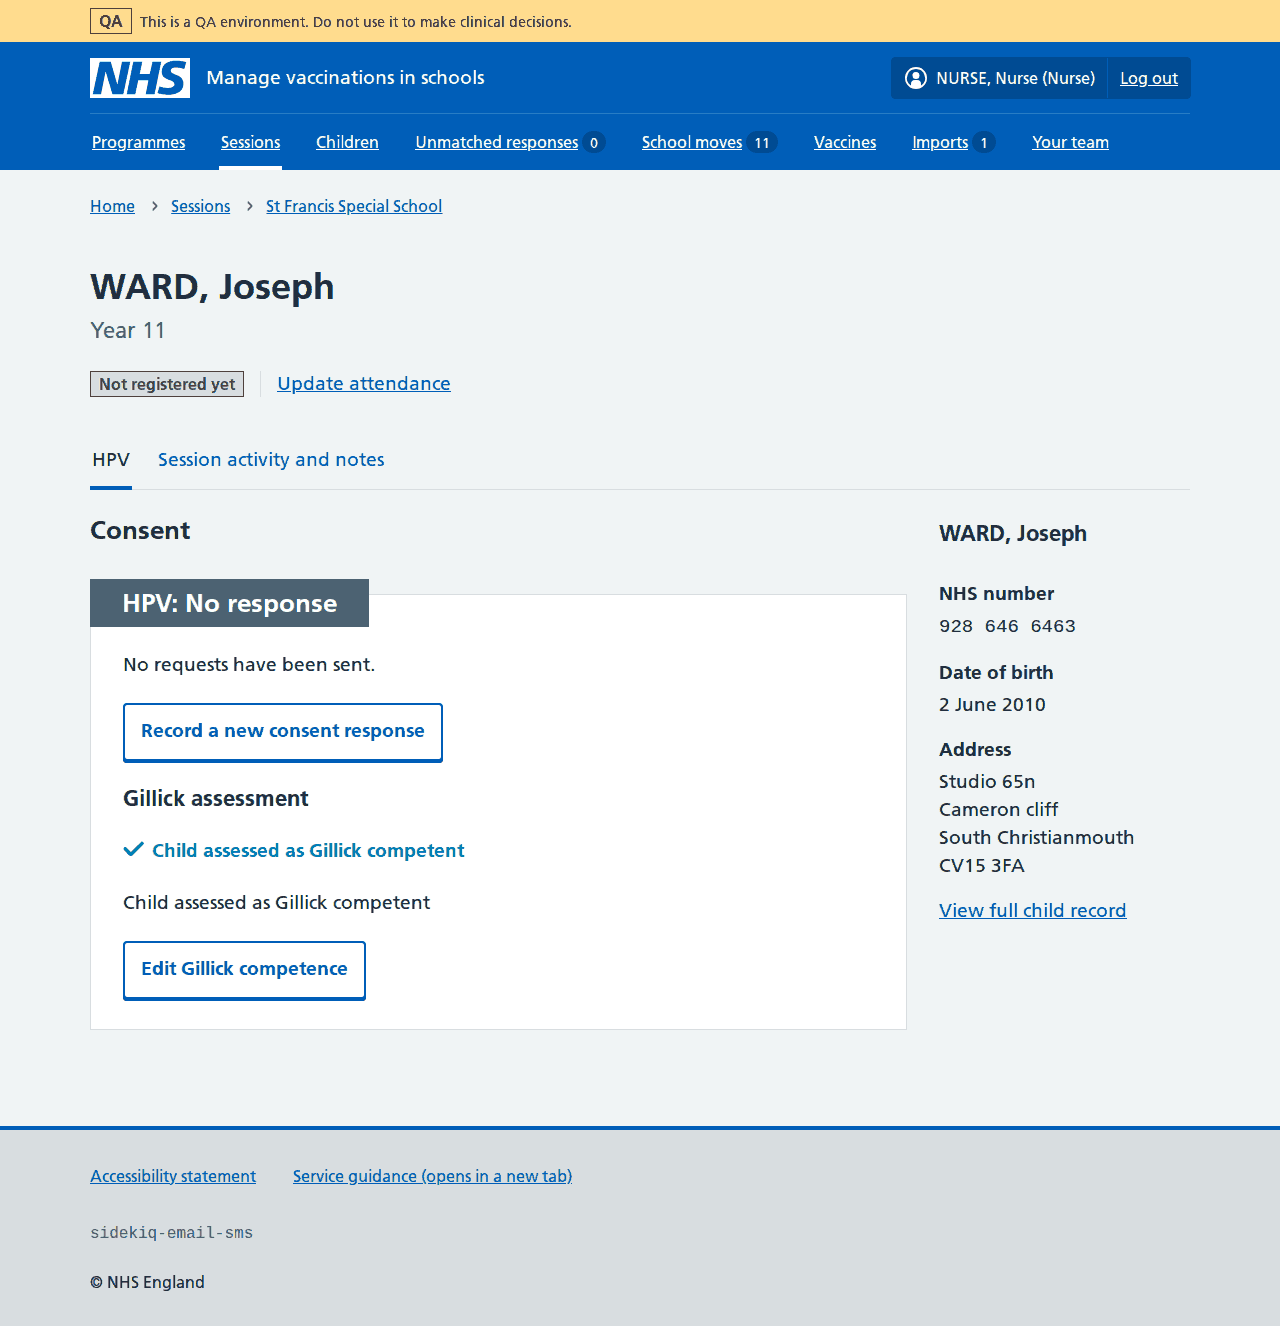 QA This is a QA environment. Do not use it to make clinical decisions.
NHS Manage vaccinations in schools NURSE, Nurse (Nurse) Log out
Programmes Sessions Children Unmatched responses 0 School moves 11 Vaccines Imports 1 Your team
Home Sessions St Francis Special School
WARD, Joseph
Year 11
Not registered yet Update attendance
HPV Session activity and notes
Consent
HPV: No response
No requests have been sent.
Record a new consent response
Gillick assessment
Child assessed as Gillick competent
Child assessed as Gillick competent
Edit Gillick competence
WARD, Joseph
NHS number
928 646 6463
Date of birth
2 June 2010
Address
Studio 65n
Cameron cliff
South Christianmouth
CV15 3FA
View full child record
Accessibility statement Service guidance (opens in a new tab)
sidekiq-email-sms
© NHS England